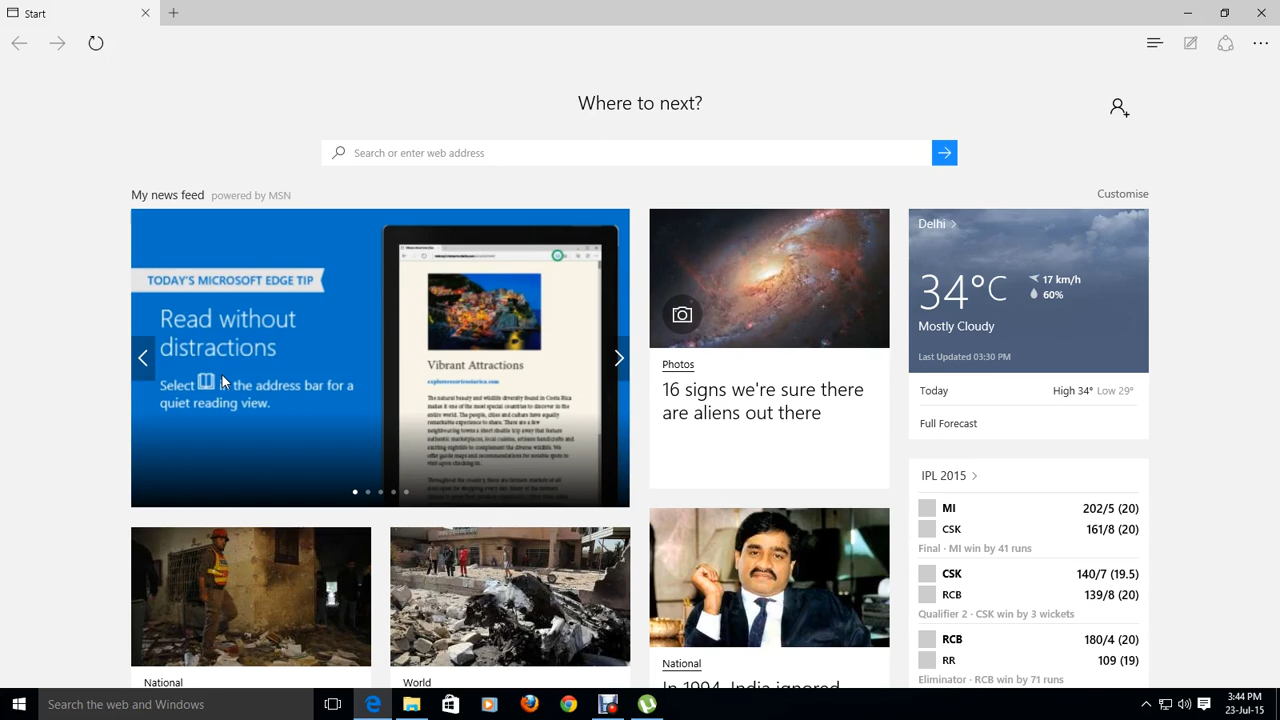 Start
Where to next?
Search or enter web address
My news feed powered by MSN
Customise
TODAY'S MICROSOFT EDGE TIP
Read without
distractions
Select in the address bar for a
quiet reading view.
Vibrant Attractions
Photos
16 signs we're sure there
are aliens out there
Delhi
34°C
17 km/h
60%
Mostly Cloudy
Last Updated 03:30 PM
Today High 34° Low 29°
Full Forecast
IPL 2015
MI 202/5 (20)
CSK 161/8 (20)
Final · MI win by 41 runs
CSK 140/7 (19.5)
RCB 139/8 (20)
Qualifier 2 · CSK win by 3 wickets
RCB 180/4 (20)
RR 109 (19)
Eliminator · RCB win by 71 runs
National
World
National
In 1994, India ignored
Search the web and Windows
3:44 PM
23-Jul-15